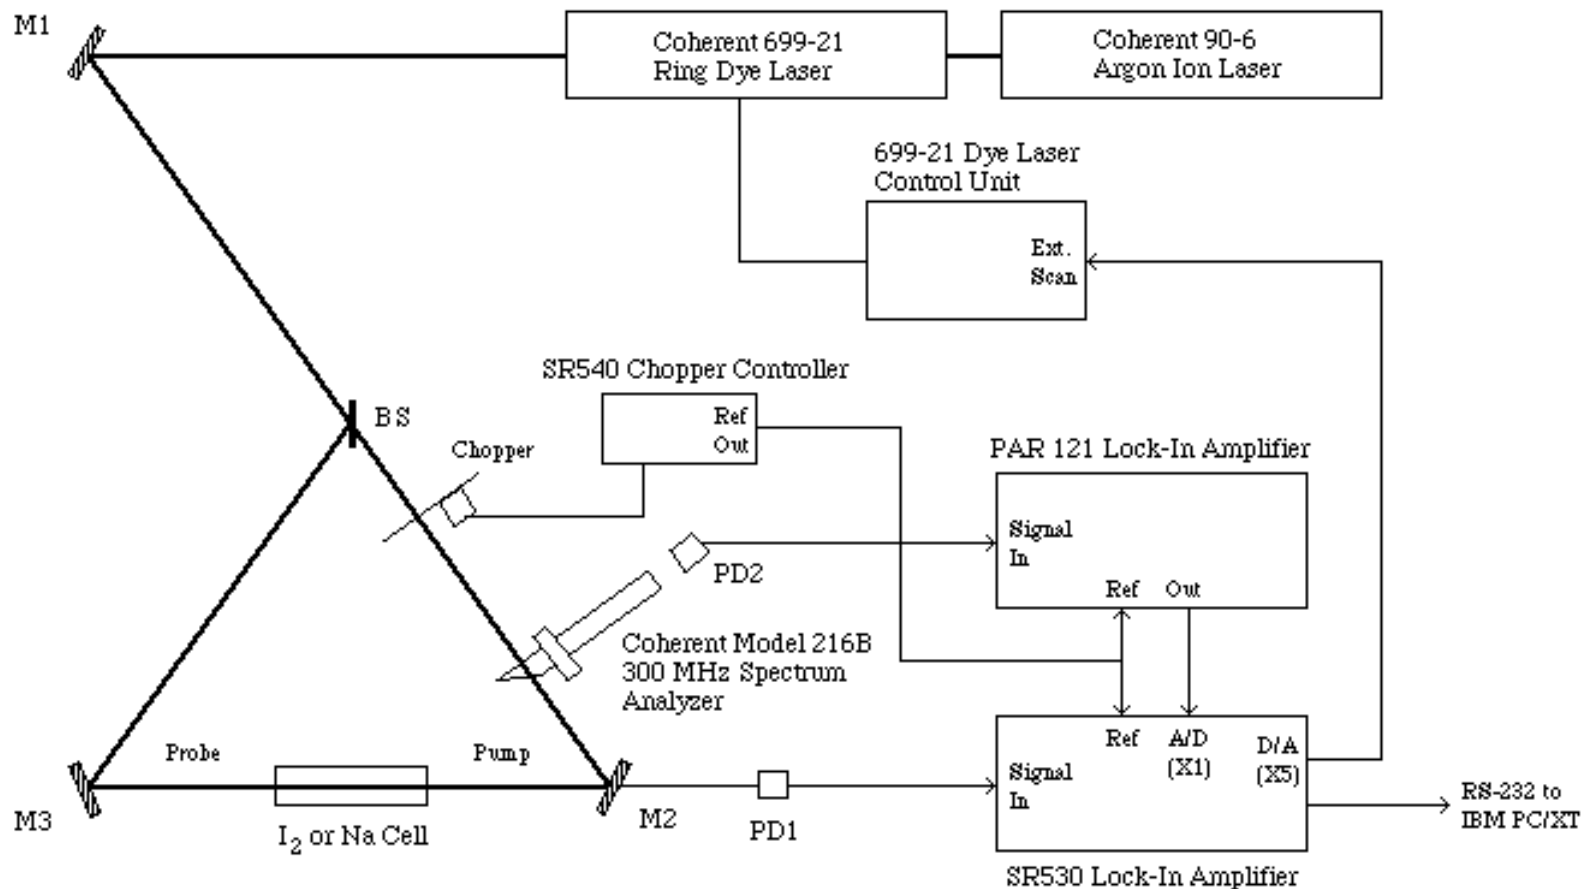 M1
Coherent 699-21
Ring Dye Laser
Coherent 90-6
Argon Ion Laser
699-21 Dye Laser
Control Unit
Ext.
Scan
SR540 Chopper Controller
Ref
Out
BS
Chopper
PAR 121 Lock-In Amplifier
Signal
In
Ref Out
PD2
Coherent Model 216B
300 MHz Spectrum
Analyzer
Probe
Pump
Ref
A/D
(X1)
D/A
(X5)
Signal
In
M3
I₂ or Na Cell
M2
PD1
RS-232 to
IBM PC/XT
SR530 Lock-In Amplifier